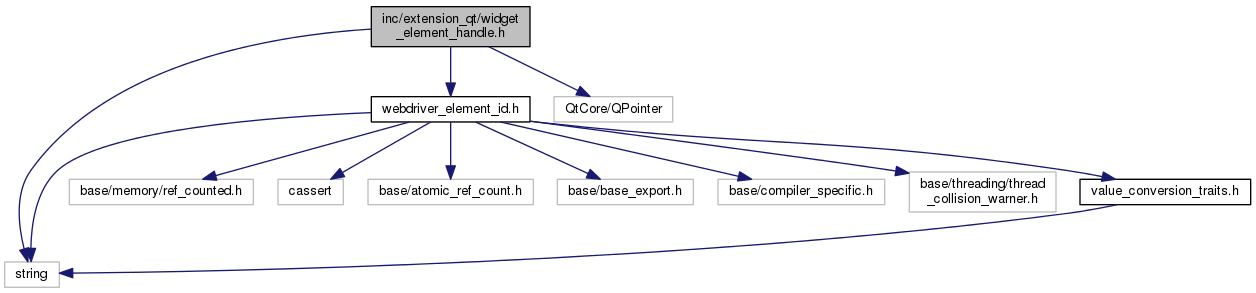 inc/extension_qt/widget
_element_handle.h
webdriver_element_id.h
QtCore/QPointer
base/memory/ref_counted.h
cassert
base/atomic_ref_count.h
base/base_export.h
base/compiler_specific.h
base/threading/thread
_collision_warner.h
value_conversion_traits.h
string